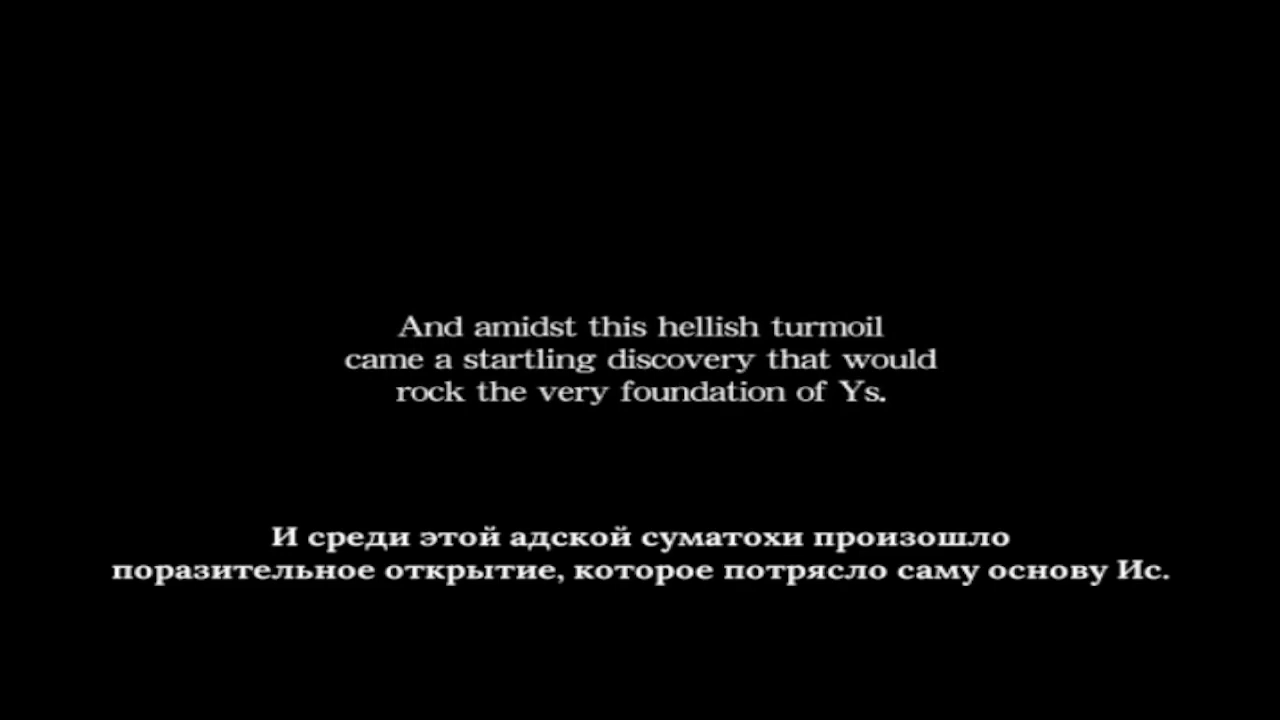 And amidst this hellish turmoil
came a startling discovery that would
rock the very foundation of Ys.
И среди этой адской суматохи произошло
поразительное открытие, которое потрясло саму основу Ис.